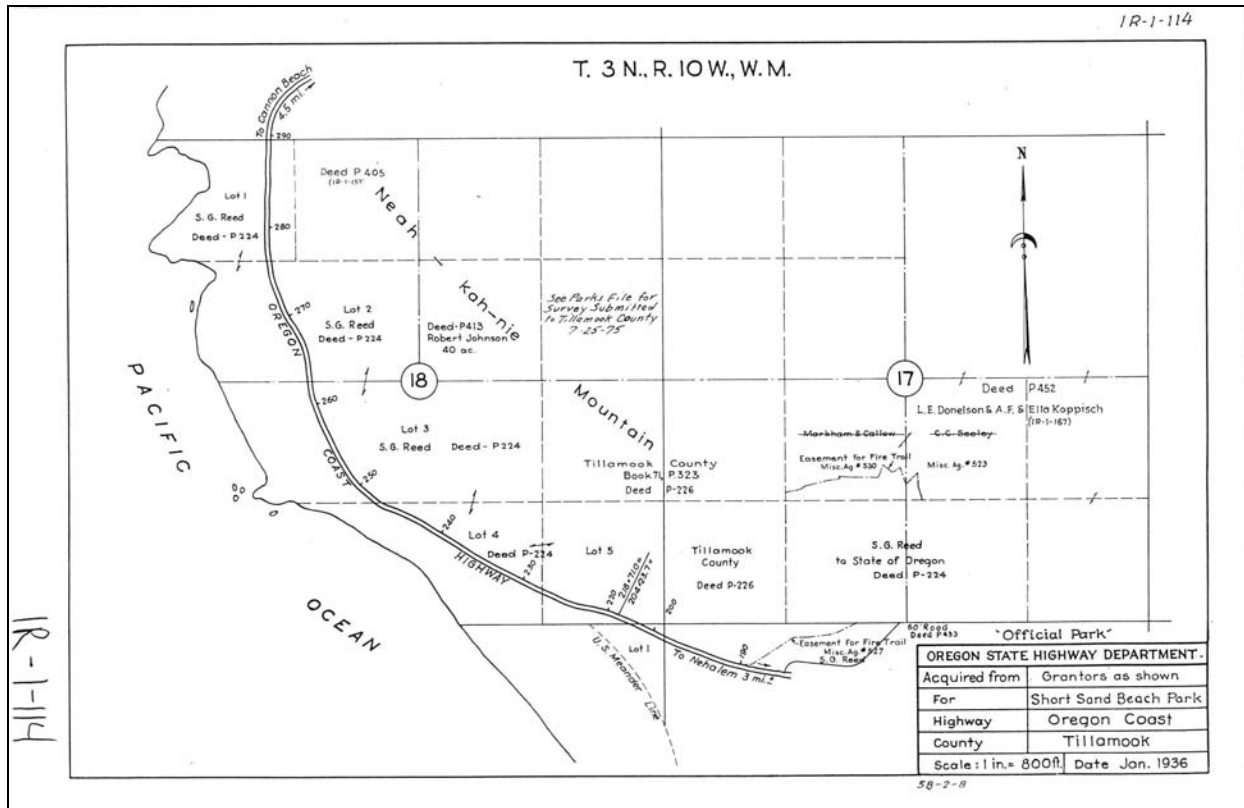 1R-1-114
T. 3 N., R. 10 W., W.M.
To Cannon Beach
4.5 mi.
290
Deed P 405
Lot 1
S. G. Reed
Deed - P 224
280
N
Neah
Kah-nie
Mountain
270
Lot 2
S.G. Reed
Deed - P 224
Deed-P413
Robert Johnson
40 ac.
See Parks File for
Survey Submitted
to Tillamook County
7-25-75
OREGON
COAST
HIGHWAY
18
17
PACIFIC
OCEAN
260
Lot 3
S.G. Reed Deed - P224
250
Deed P452
L.E. Donelson & A.F. & Ella Koppisch
(1R-1-167)
Markham & Callow C.C. Seeley
Easement for Fire Trail
Misc. Ag. # 530
Misc. Ag. # 523
Tillamook County
Book 71, P.323
Deed P-226
240
Lot 4
Deed P-224
230
Lot 5
220
218+71.0=
204+23.7=
200
Tillamook
County
Deed P-226
S.G. Reed
to State of Oregon
Deed P-224
U.S. Meander Line
Lot 1
To Nehalem 3 mi.±
190
Easement for Fire Trail
Misc. Ag. # 527
S.G. Reed
60' Road
Deed P433
"Official Park"
OREGON STATE HIGHWAY DEPARTMENT.
Acquired from Grantors as shown
For Short Sand Beach Park
Highway Oregon Coast
County Tillamook
Scale: 1 in. = 800 ft. Date Jan. 1936
5B-2-8
1R-1-114